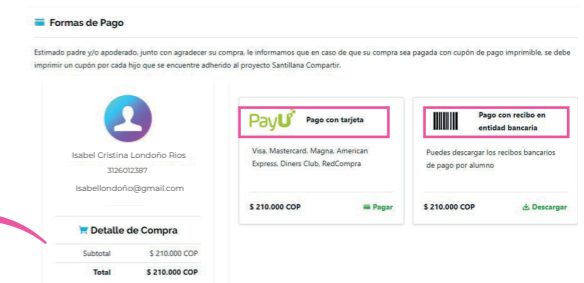 Formas de Pago
Estimado padre y/o apoderado, junto con agradecer su compra, le informamos que en caso de que su compra sea pagada con cupón de pago imprimible, se debe
imprimir un cupón por cada hijo que se encuentre adherido al proyecto Santillana Compartir.
Isabel Cristina Londoño Rios
3126012387
Isabellondoño@gmail.com
Detalle de Compra
Subtotal $ 210.000 COP
Total $ 210.000 COP
PayU Pago con tarjeta
Visa, Mastercard, Magna, American
Express, Diners Club, RedCompra
$ 210.000 COP Pagar
Pago con recibo en
entidad bancaria
Puedes descargar los recibos bancarios
de pago por alumno
$ 210.000 COP Descargar